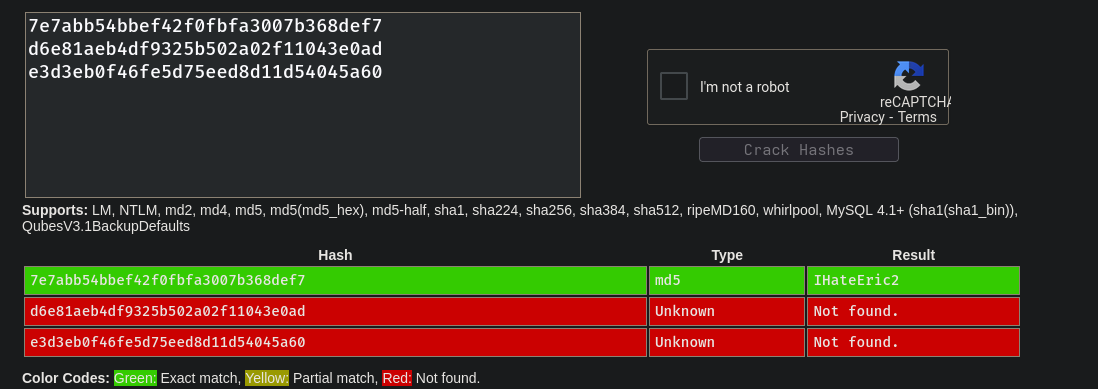 7e7abb54bbef42f0fbfa3007b368def7
d6e81aeb4df9325b502a02f11043e0ad
e3d3eb0f46fe5d75eed8d11d54045a60
I'm not a robot
reCAPTCHA
Privacy - Terms
Crack Hashes
Supports: LM, NTLM, md2, md4, md5, md5(md5_hex), md5-half, sha1, sha224, sha256, sha384, sha512, ripeMD160, whirlpool, MySQL 4.1+ (sha1(sha1_bin)),
QubesV3.1BackupDefaults
Hash Type Result
7e7abb54bbef42f0fbfa3007b368def7 md5 IHateEric2
d6e81aeb4df9325b502a02f11043e0ad Unknown Not found.
e3d3eb0f46fe5d75eed8d11d54045a60 Unknown Not found.
Color Codes: Green: Exact match, Yellow: Partial match, Red: Not found.